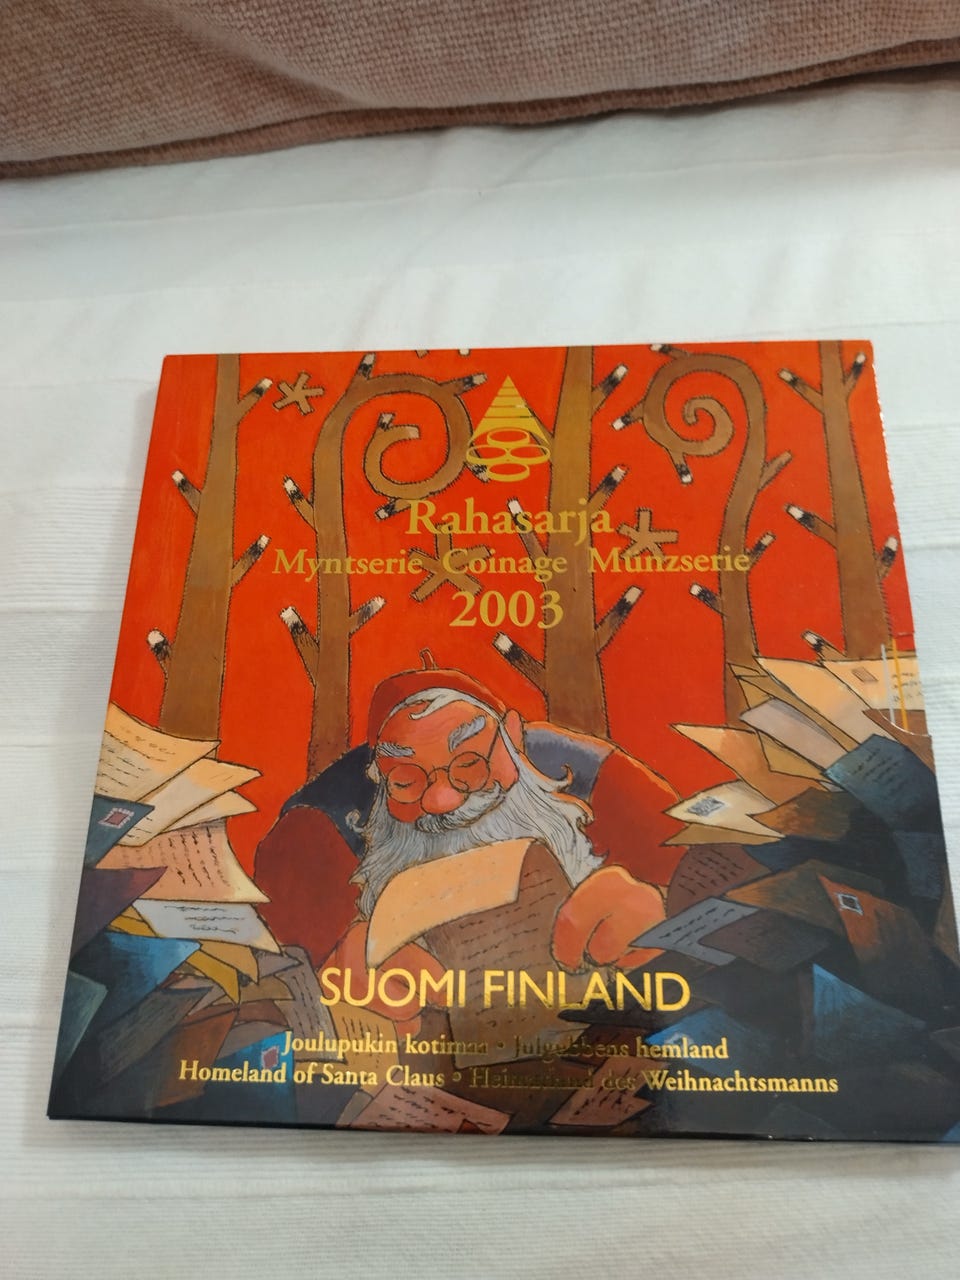 Rahasarja
Myntserie Coinage Münzserie
2003
SUOMI FINLAND
Joulupukin kotimaa • Julgubbens hemland
Homeland of Santa Claus • Heimatland des Weihnachtsmanns